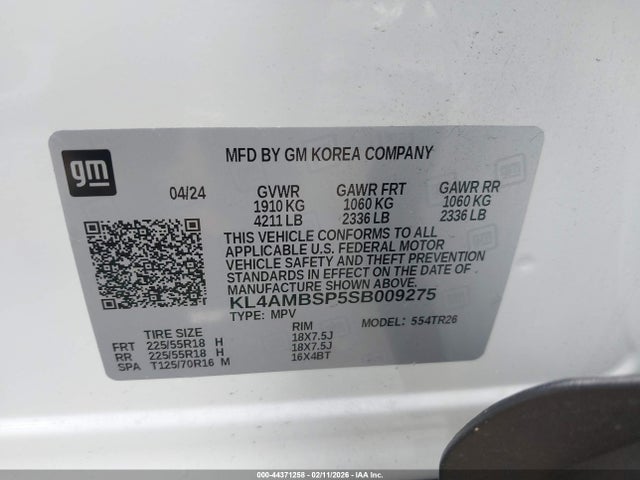 gm
MFD BY GM KOREA COMPANY
04/24 GVWR GAWR FRT GAWR RR
1910 KG 1060 KG 1060 KG
4211 LB 2336 LB 2336 LB
THIS VEHICLE CONFORMS TO ALL
APPLICABLE U.S. FEDERAL MOTOR
VEHICLE SAFETY AND THEFT PREVENTION
STANDARDS IN EFFECT ON THE DATE OF
MANUFACTURE SHOWN ABOVE.
KL4AMBSP5SB009275
TYPE: MPV MODEL: 554TR26
TIRE SIZE RIM
FRT 225/55R18 H 18X7.5J
RR 225/55R18 H 18X7.5J
SPA T125/70R16 M 16X4BT
000-44371258 - 02/11/2026 - IAA Inc.